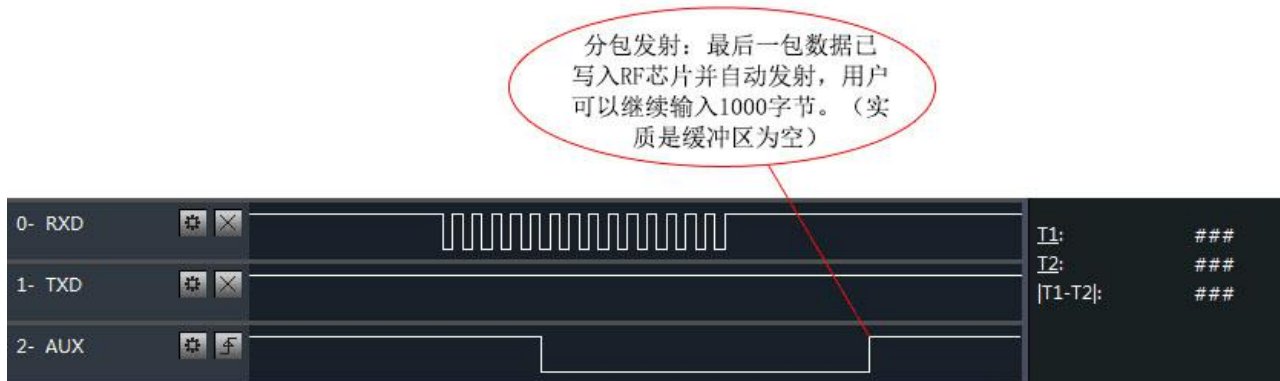 分包发射：最后一包数据已
写入RF芯片并自动发射，用户
可以继续输入1000字节。（实
质是缓冲区为空）
0- RXD
1- TXD
2- AUX
T1: ###
T2: ###
|T1-T2|: ###